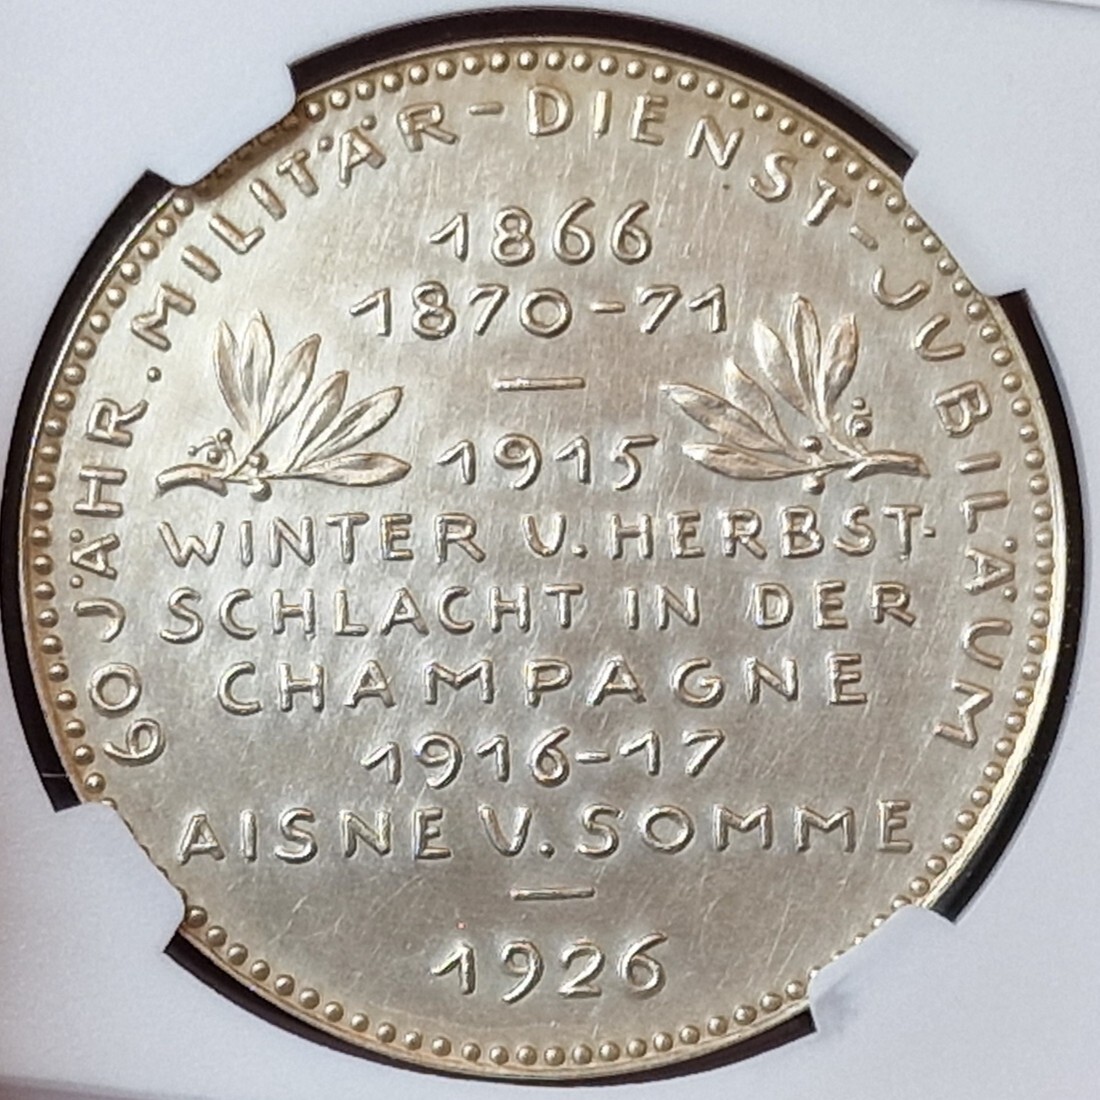 60 JÄHR. MILITÄR-DIENST-JUBILÄUM
1866
1870-71
1915
WINTER U. HERBST-
SCHLACHT IN DER
CHAMPAGNE
1916-17
AISNE U. SOMME
1926